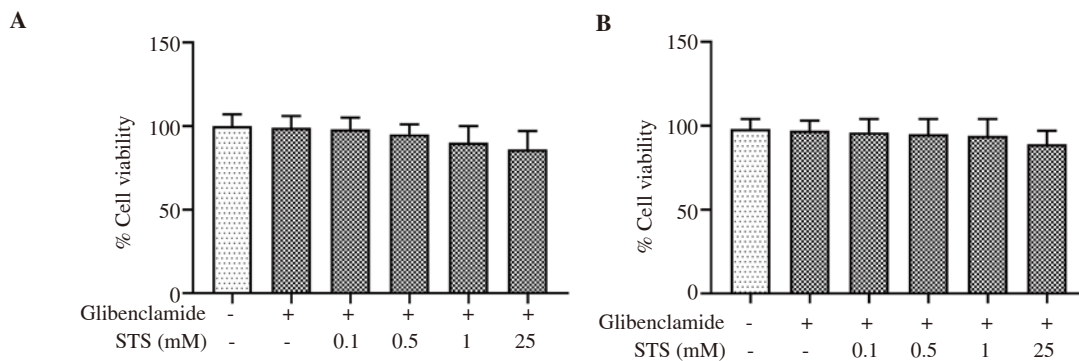 A
150
100
50
0
% Cell viability
Glibenclamide - + + + + +
STS (mM) - - 0.1 0.5 1 25
B
150
100
50
0
% Cell viability
Glibenclamide - + + + + +
STS (mM) - - 0.1 0.5 1 25